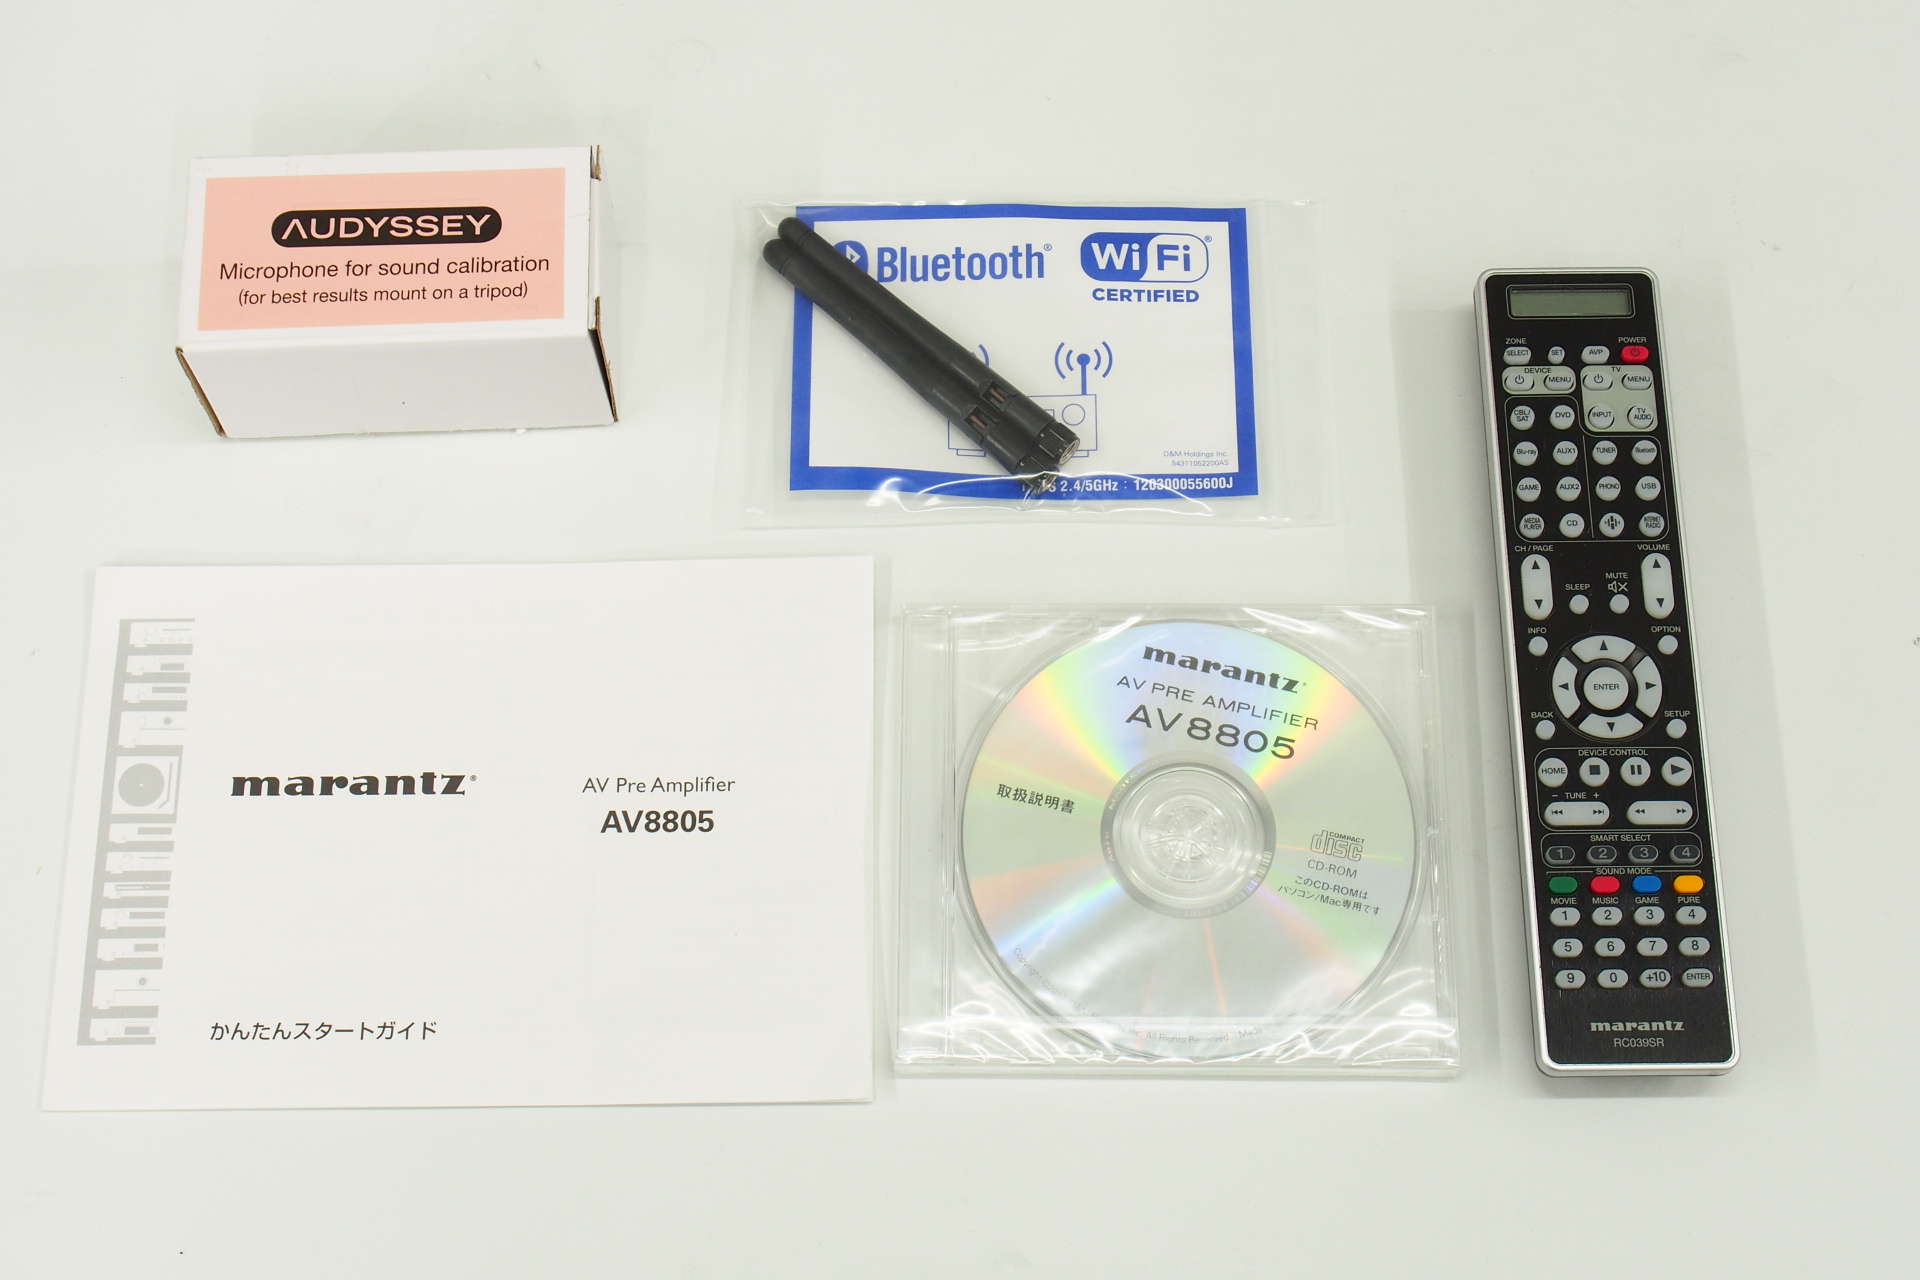 AUDYSSEY
Microphone for sound calibration
(for best results mount on a tripod)
Bluetooth®
Wi Fi®
CERTIFIED
D&M Holdings Inc.
54311052200AS
2.4/5GHz : 120300055600J
marantz®
AV Pre Amplifier
AV8805
かんたんスタートガイド
marantz®
AV PRE AMPLIFIER
AV8805
取扱説明書
COMPACT
disc
CD-ROM
このCD-ROMは
パソコン/Mac専用です
All Rights Reserved.
ZONE POWER
SELECT SET AVP
DEVICE TV
MENU MENU
CBL/SAT DVD INPUT TV AUDIO
Blu-ray AUX1 TUNER Bluetooth
GAME AUX2 PHONO USB
MEDIA PLAYER CD INTERNET RADIO
CH / PAGE VOLUME
SLEEP MUTE
INFO OPTION
ENTER
BACK SETUP
DEVICE CONTROL
HOME
- TUNE +
SMART SELECT
1 2 3 4
SOUND MODE
MOVIE MUSIC GAME PURE
1 2 3 4
5 6 7 8
9 0 +10 ENTER
marantz
RC039SR